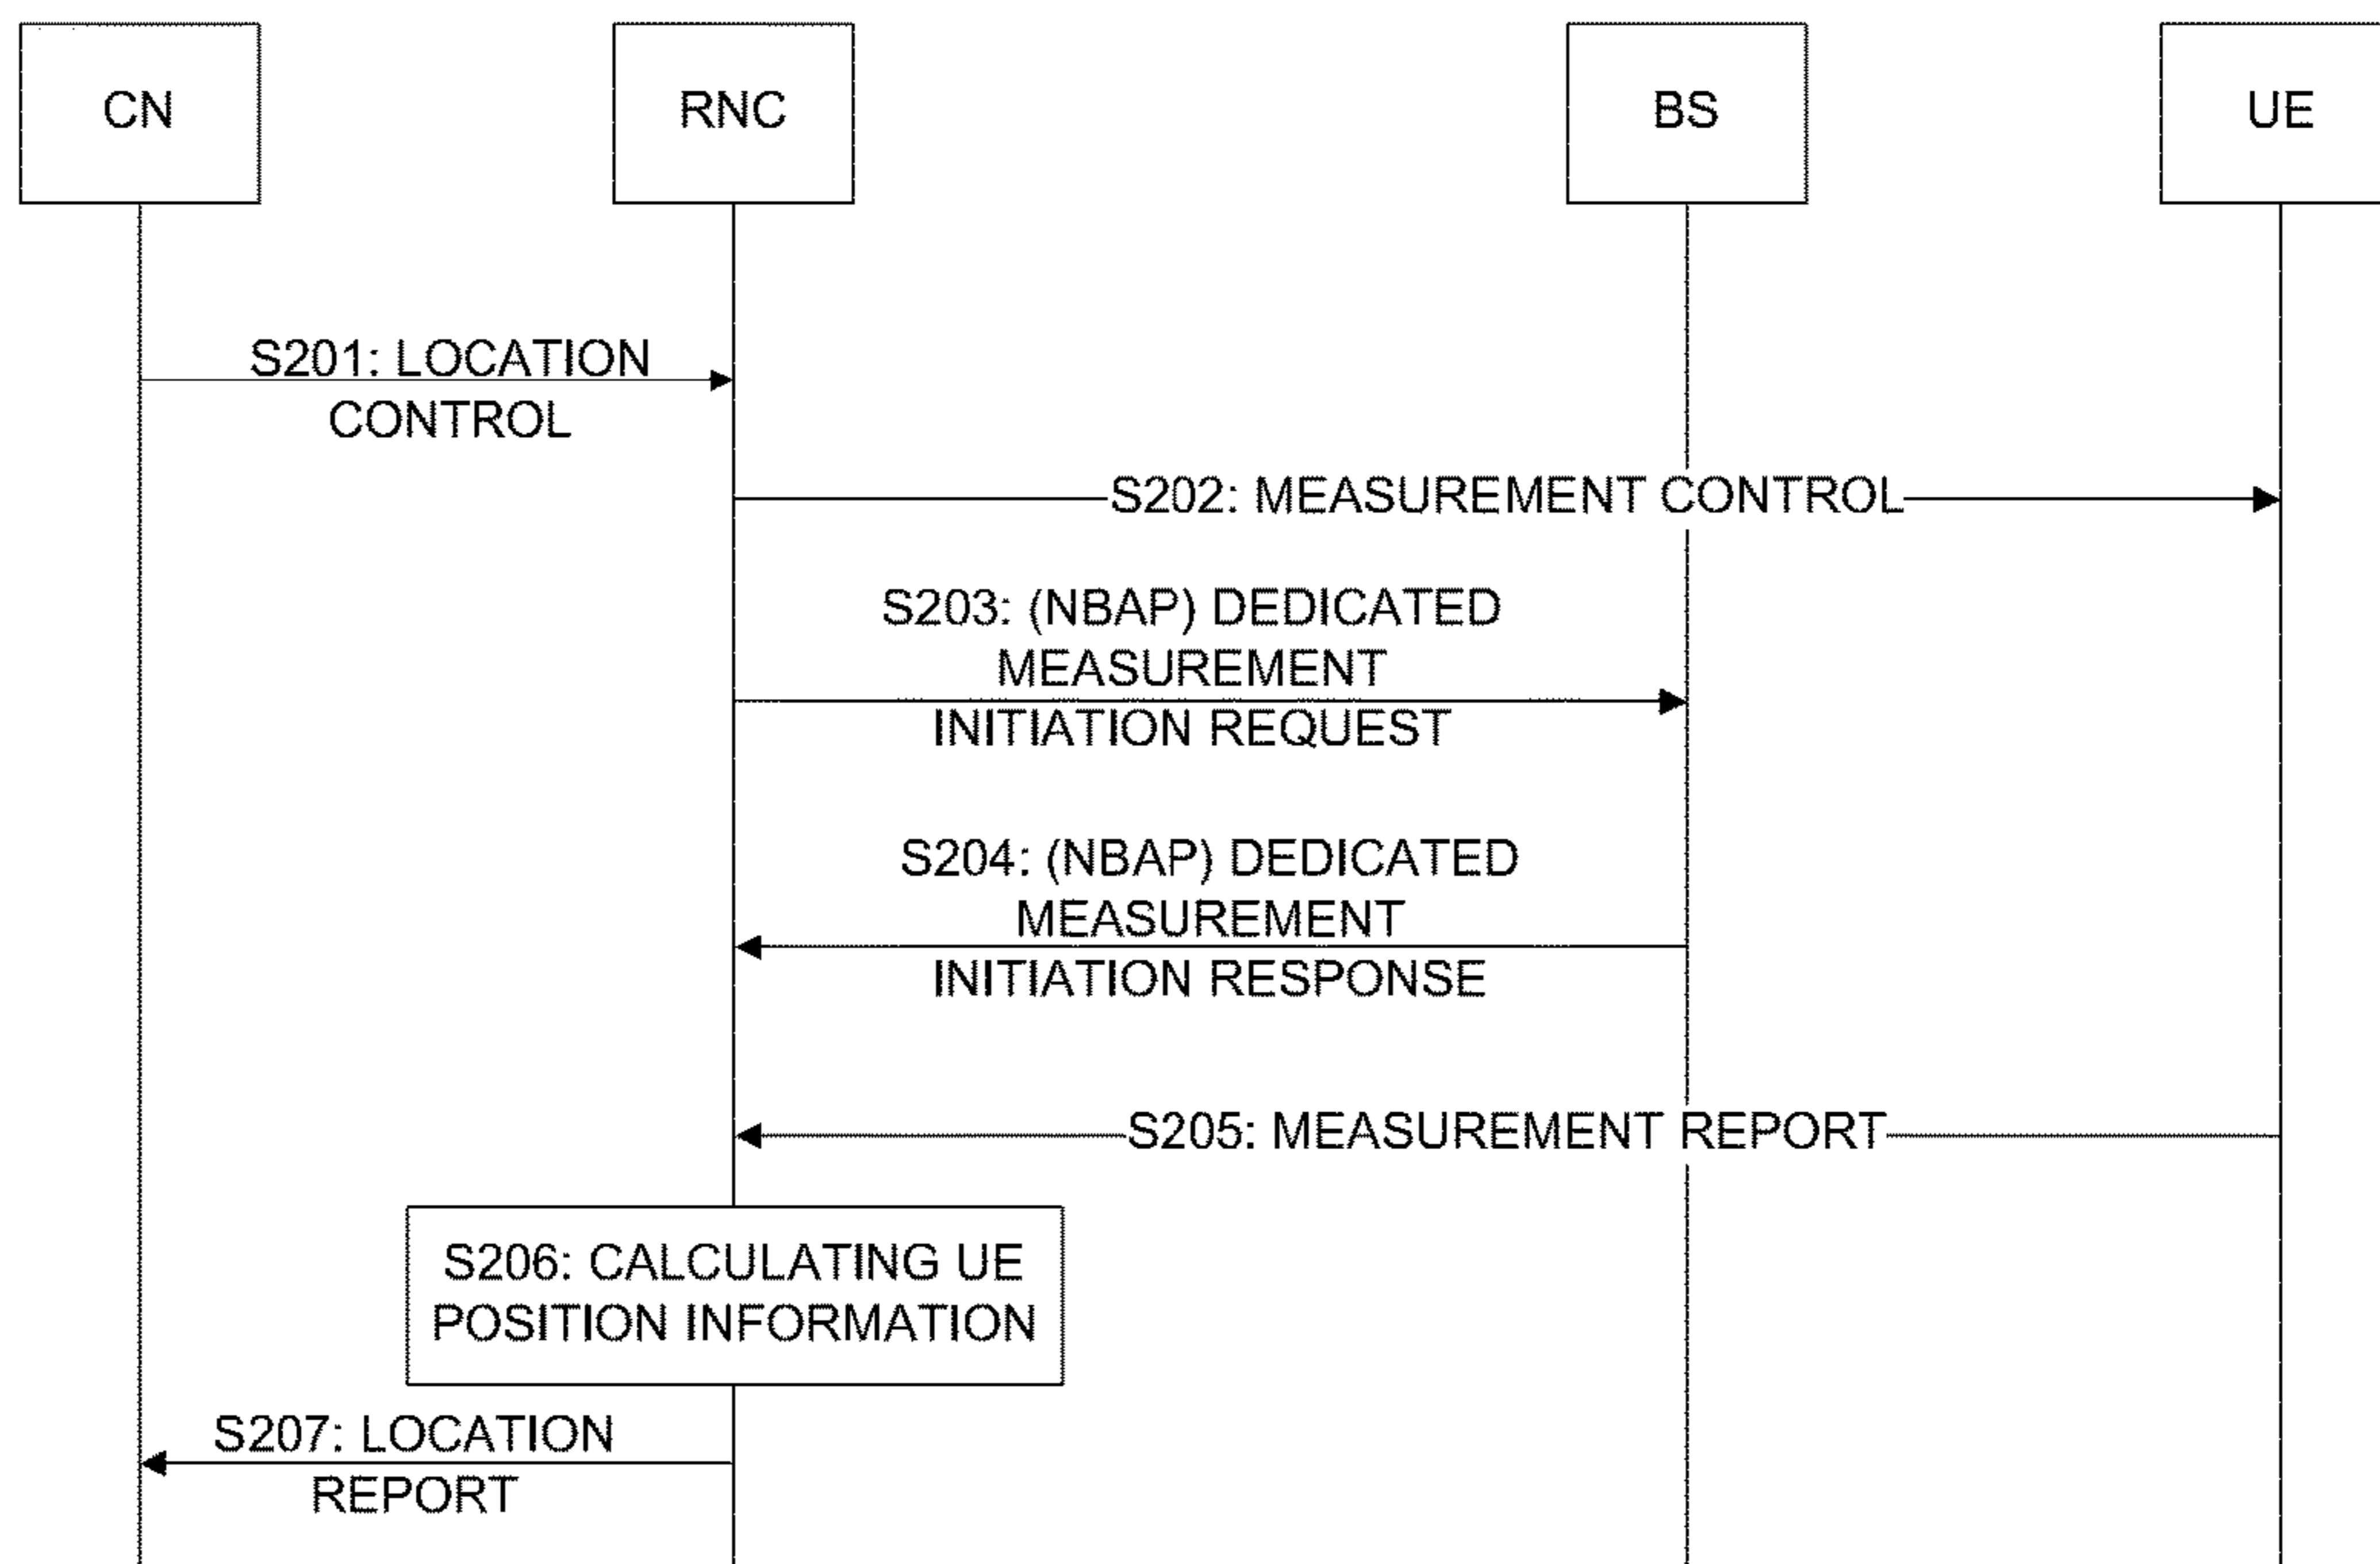 CN
RNC
BS
UE
S201: LOCATION
CONTROL
S202: MEASUREMENT CONTROL
S203: (NBAP) DEDICATED
MEASUREMENT
INITIATION REQUEST
S204: (NBAP) DEDICATED
MEASUREMENT
INITIATION RESPONSE
S205: MEASUREMENT REPORT
S206: CALCULATING UE
POSITION INFORMATION
S207: LOCATION
REPORT